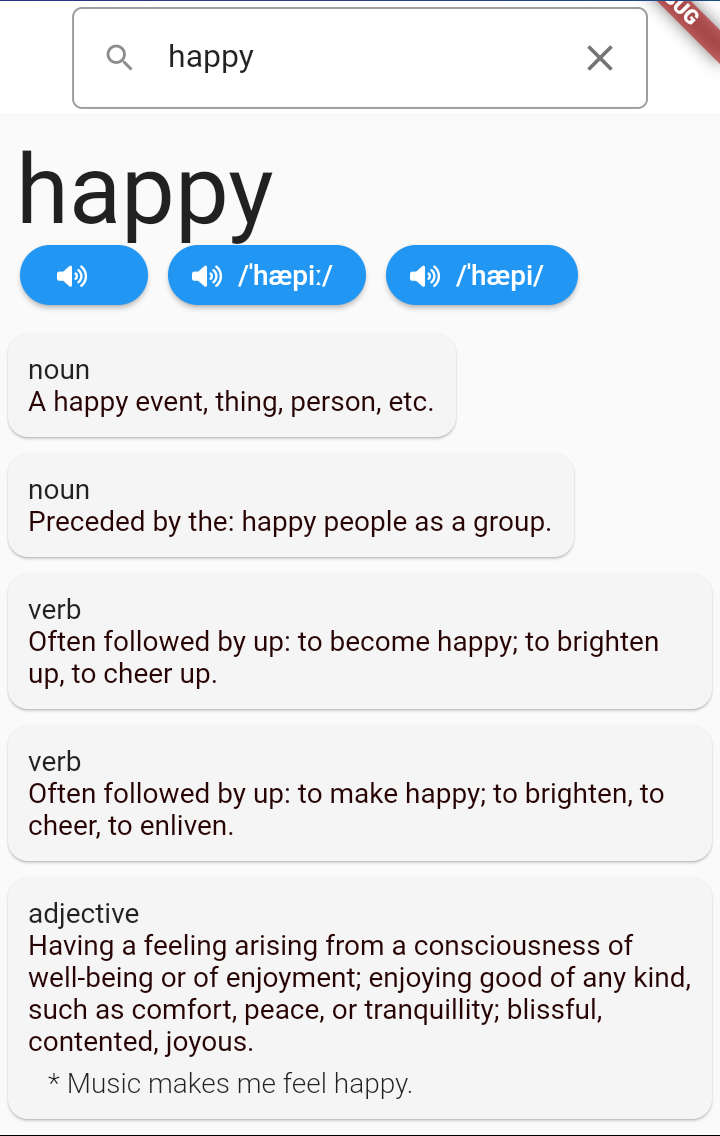 happy
happy
/ˈhæpiː/
/ˈhæpi/
noun
A happy event, thing, person, etc.
noun
Preceded by the: happy people as a group.
verb
Often followed by up: to become happy; to brighten
up, to cheer up.
verb
Often followed by up: to make happy; to brighten, to
cheer, to enliven.
adjective
Having a feeling arising from a consciousness of
well-being or of enjoyment; enjoying good of any kind,
such as comfort, peace, or tranquillity; blissful,
contented, joyous.
* Music makes me feel happy.